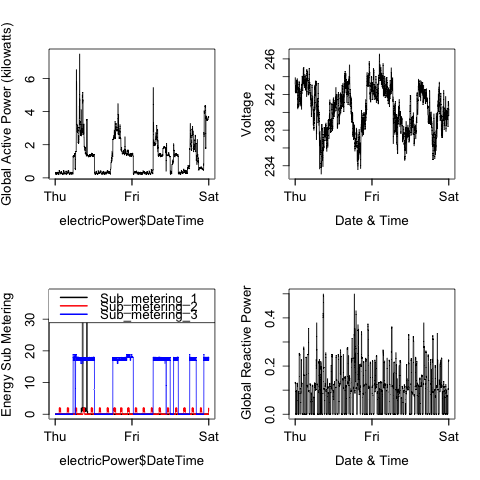 Global Active Power (kilowatts)
0 2 4 6
Thu Fri Sat
electricPower$DateTime
Voltage
234 238 242 246
Thu Fri Sat
Date & Time
Energy Sub Metering
0 10 20 30
Sub_metering_1
Sub_metering_2
Sub_metering_3
Thu Fri Sat
electricPower$DateTime
Global Reactive Power
0.0 0.2 0.4
Thu Fri Sat
Date & Time